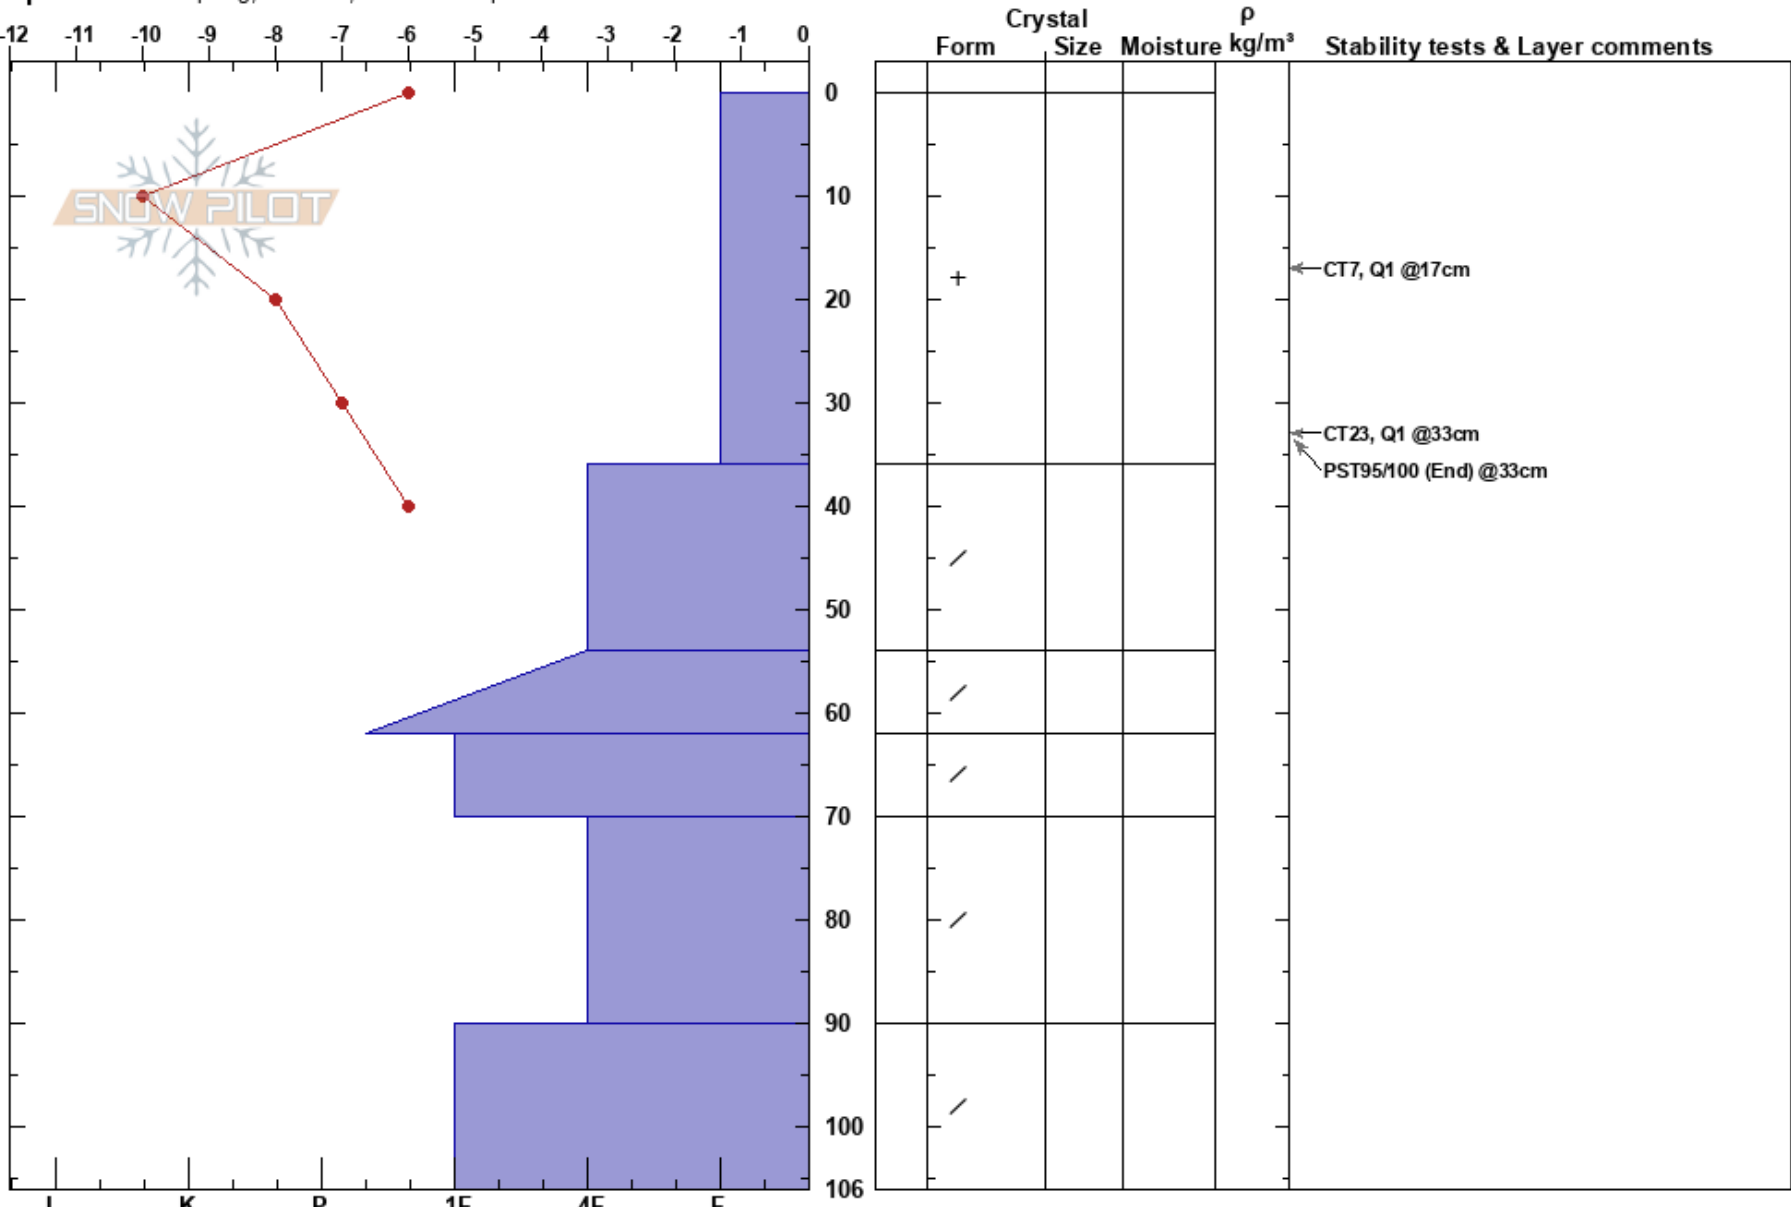 -12 -11 -10 -9 -8 -7 -6 -5 -4 -3 -2 -1 0
Crystal
Form Size Moisture ρ kg/m³ Stability tests & Layer comments
0
SNOW PILOT
10
CT7, Q1 @17cm
+
20
30
CT23, Q1 @33cm
PST95/100 (End) @33cm
40
50
60
70
80
90
100
106
I K P 1F 4F F